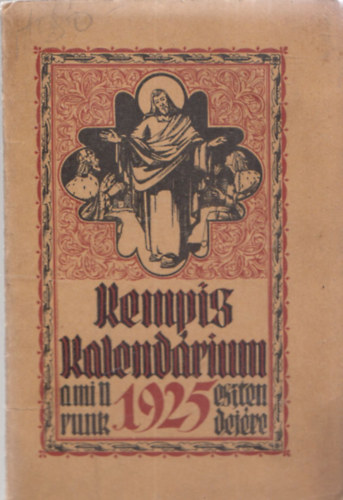 Kempis
Kalendárium
a mi U
runk 1925 eszten
dejére